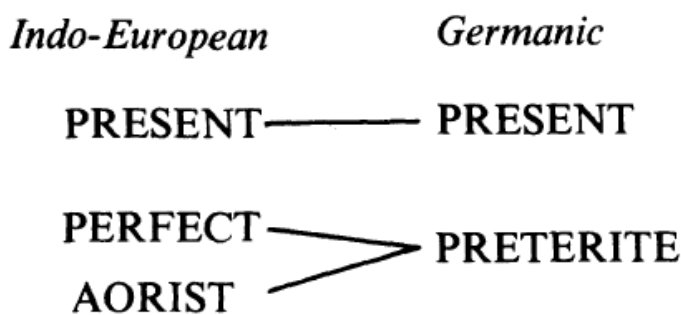 Indo-European Germanic
PRESENT PRESENT
PERFECT
PRETERITE
AORIST